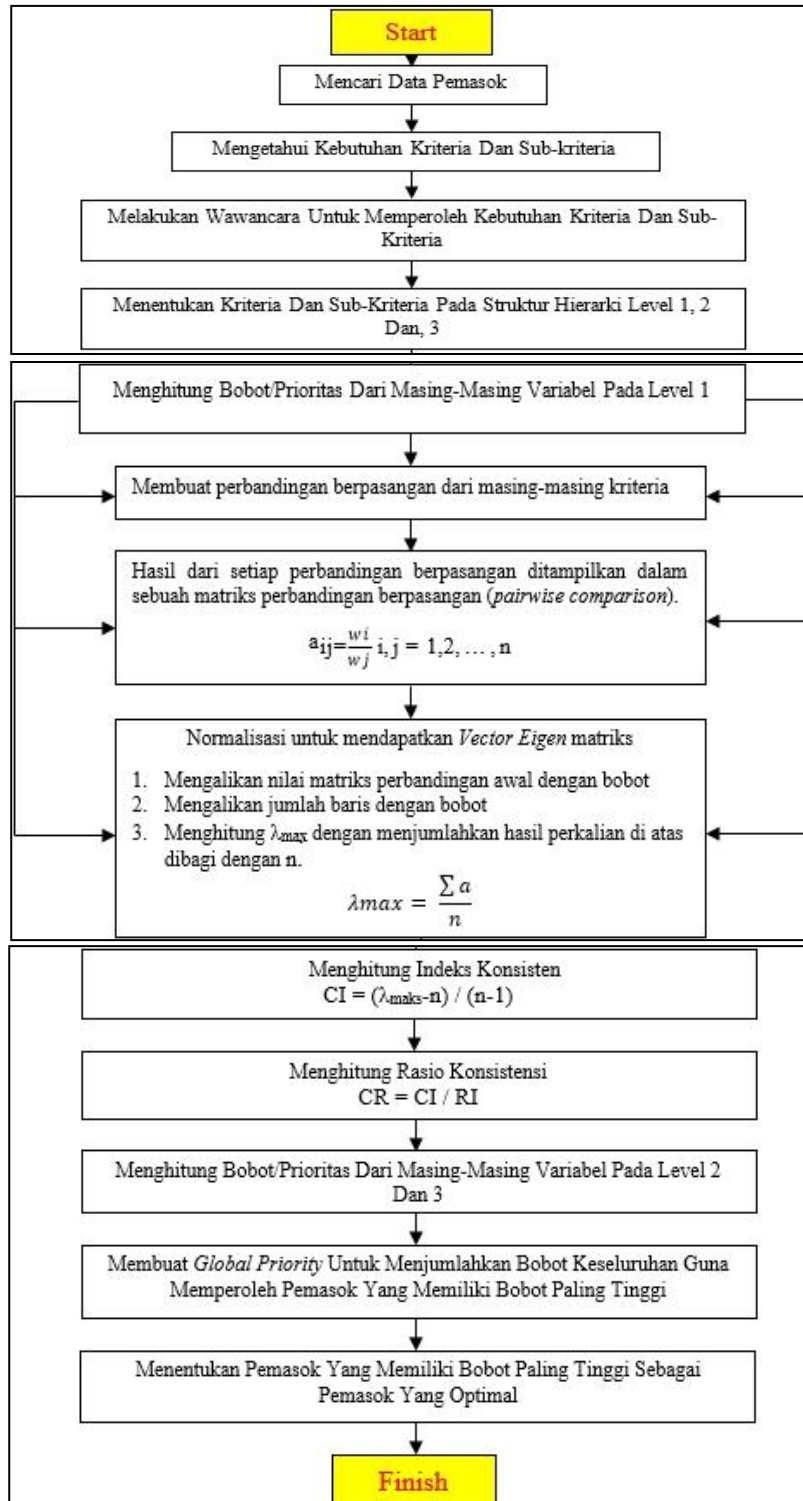 Start
Mencari Data Pemasok
Mengetahui Kebutuhan Kriteria Dan Sub-kriteria
Melakukan Wawancara Untuk Memperoleh Kebutuhan Kriteria Dan Sub-
Kriteria
Menentukan Kriteria Dan Sub-Kriteria Pada Struktur Hierarki Level 1, 2
Dan, 3
Menghitung Bobot/Prioritas Dari Masing-Masing Variabel Pada Level 1
Membuat perbandingan berpasangan dari masing-masing kriteria
Hasil dari setiap perbandingan berpasangan ditampilkan dalam
sebuah matriks perbandingan berpasangan (pairwise comparison).
aij=wi/wj i, j = 1,2, … , n
Normalisasi untuk mendapatkan Vector Eigen matriks
1. Mengalikan nilai matriks perbandingan awal dengan bobot
2. Mengalikan jumlah baris dengan bobot
3. Menghitung λmax dengan menjumlahkan hasil perkalian di atas
dibagi dengan n.
λmax = ∑ a / n
Menghitung Indeks Konsisten
CI = (λmaks-n) / (n-1)
Menghitung Rasio Konsistensi
CR = CI / RI
Menghitung Bobot/Prioritas Dari Masing-Masing Variabel Pada Level 2
Dan 3
Membuat Global Priority Untuk Menjumlahkan Bobot Keseluruhan Guna
Memperoleh Pemasok Yang Memiliki Bobot Paling Tinggi
Menentukan Pemasok Yang Memiliki Bobot Paling Tinggi Sebagai
Pemasok Yang Optimal
Finish